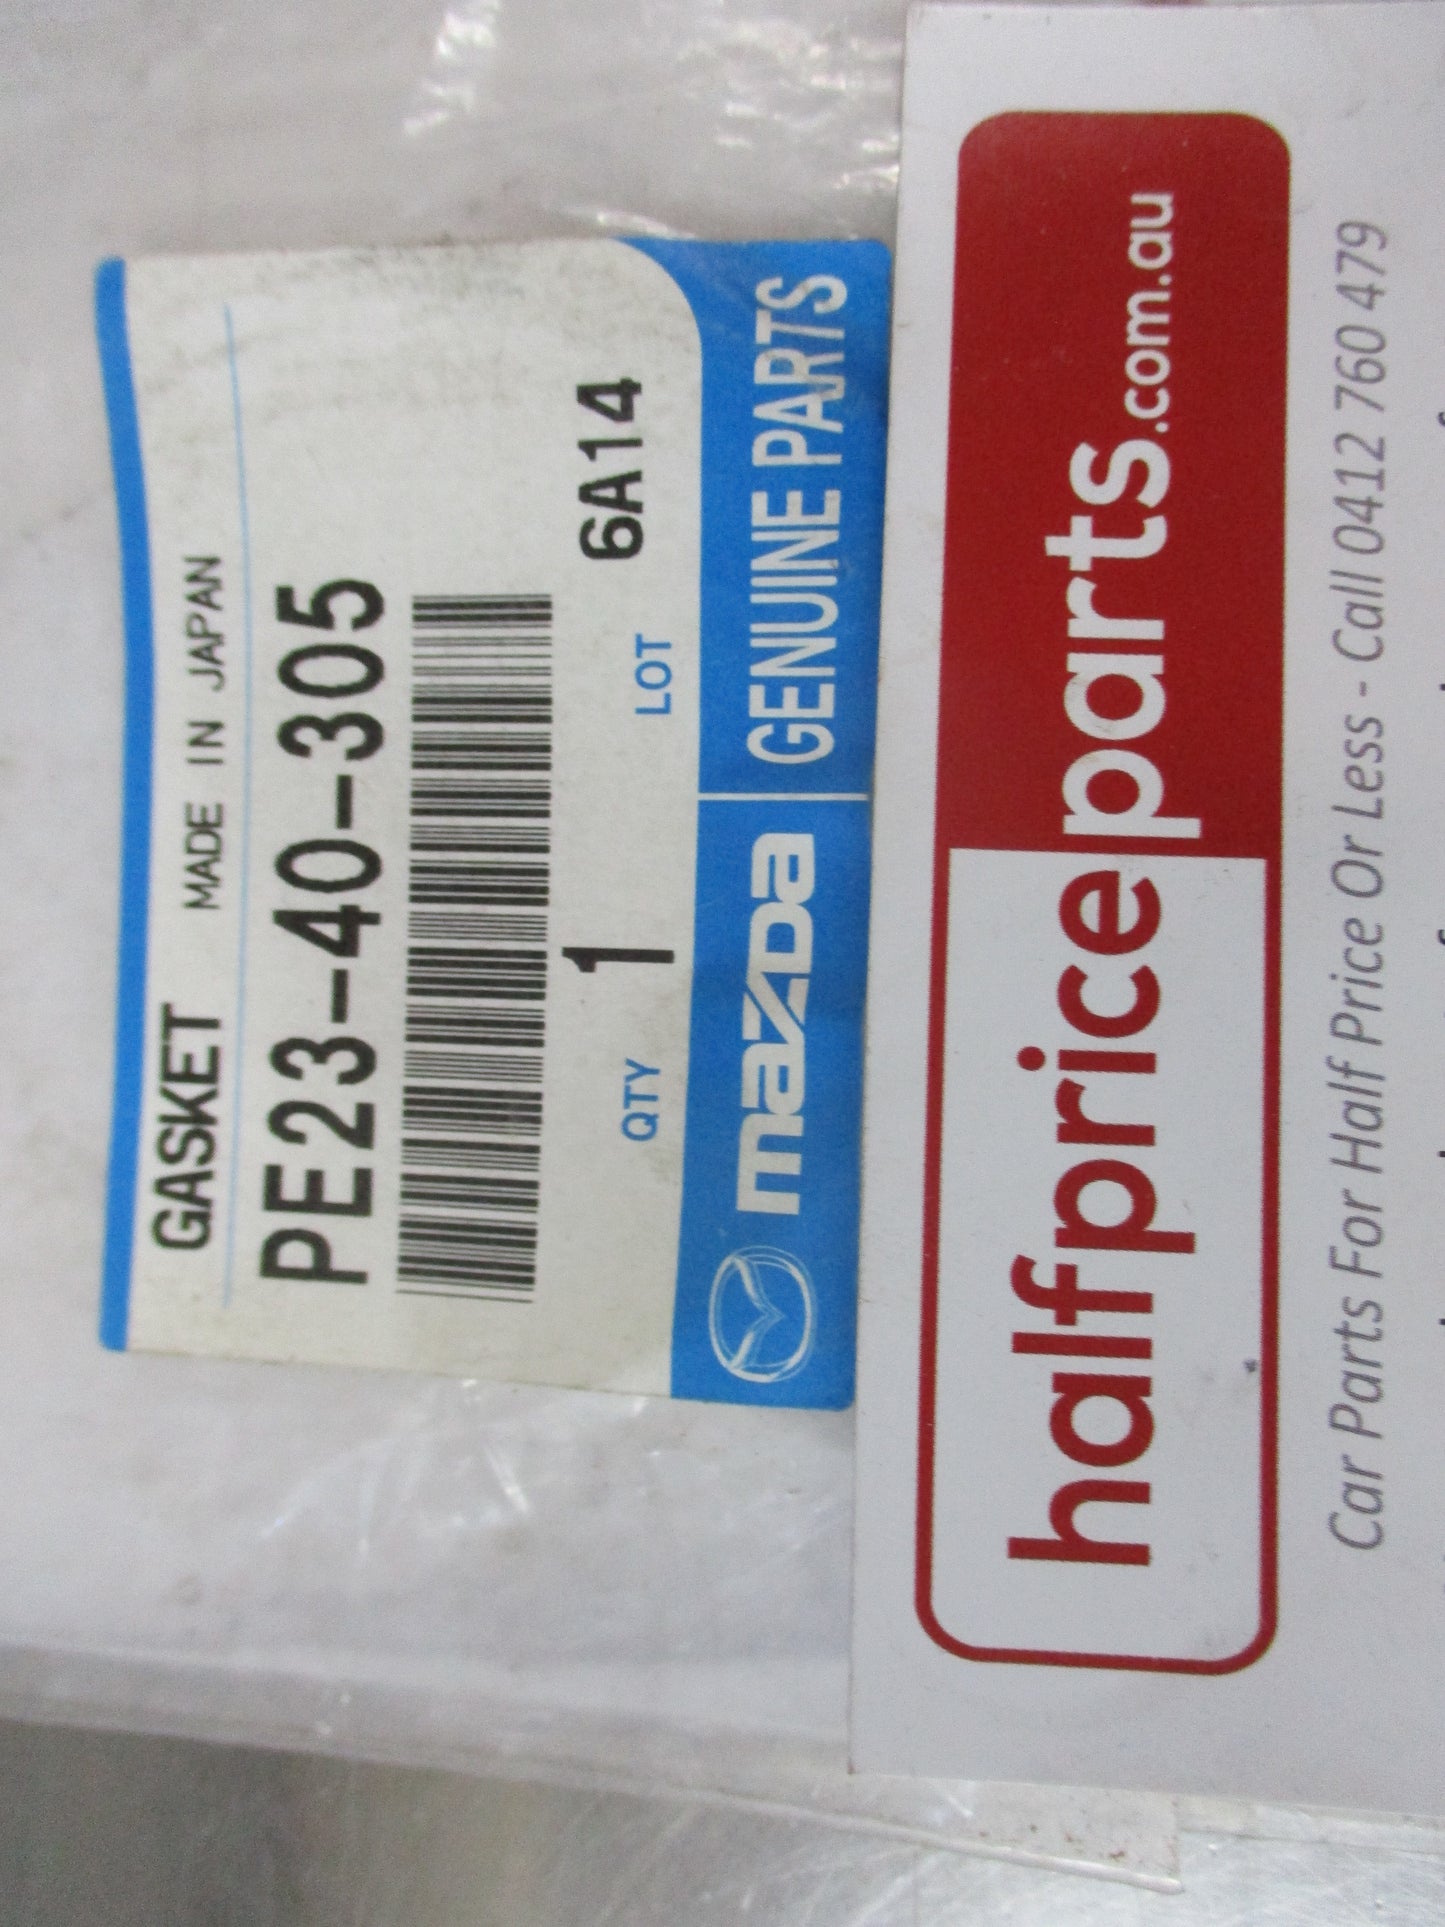 GASKET MADE IN JAPAN
PE23-40-305
QTY 1 LOT 6A14
mazda GENUINE PARTS
halfpriceparts.com.au
Car Parts For Half Price Or Less - Call 0412 760 479